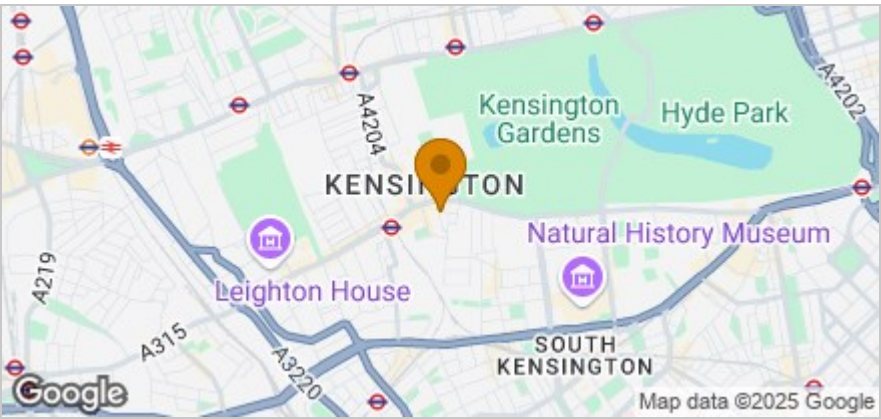 A4202
Kensington
Gardens
Hyde Park
A4204
KENSINGTON
Natural History Museum
A219
Leighton House
A315
A3220
SOUTH
KENSINGTON
Google
Map data ©2025 Google